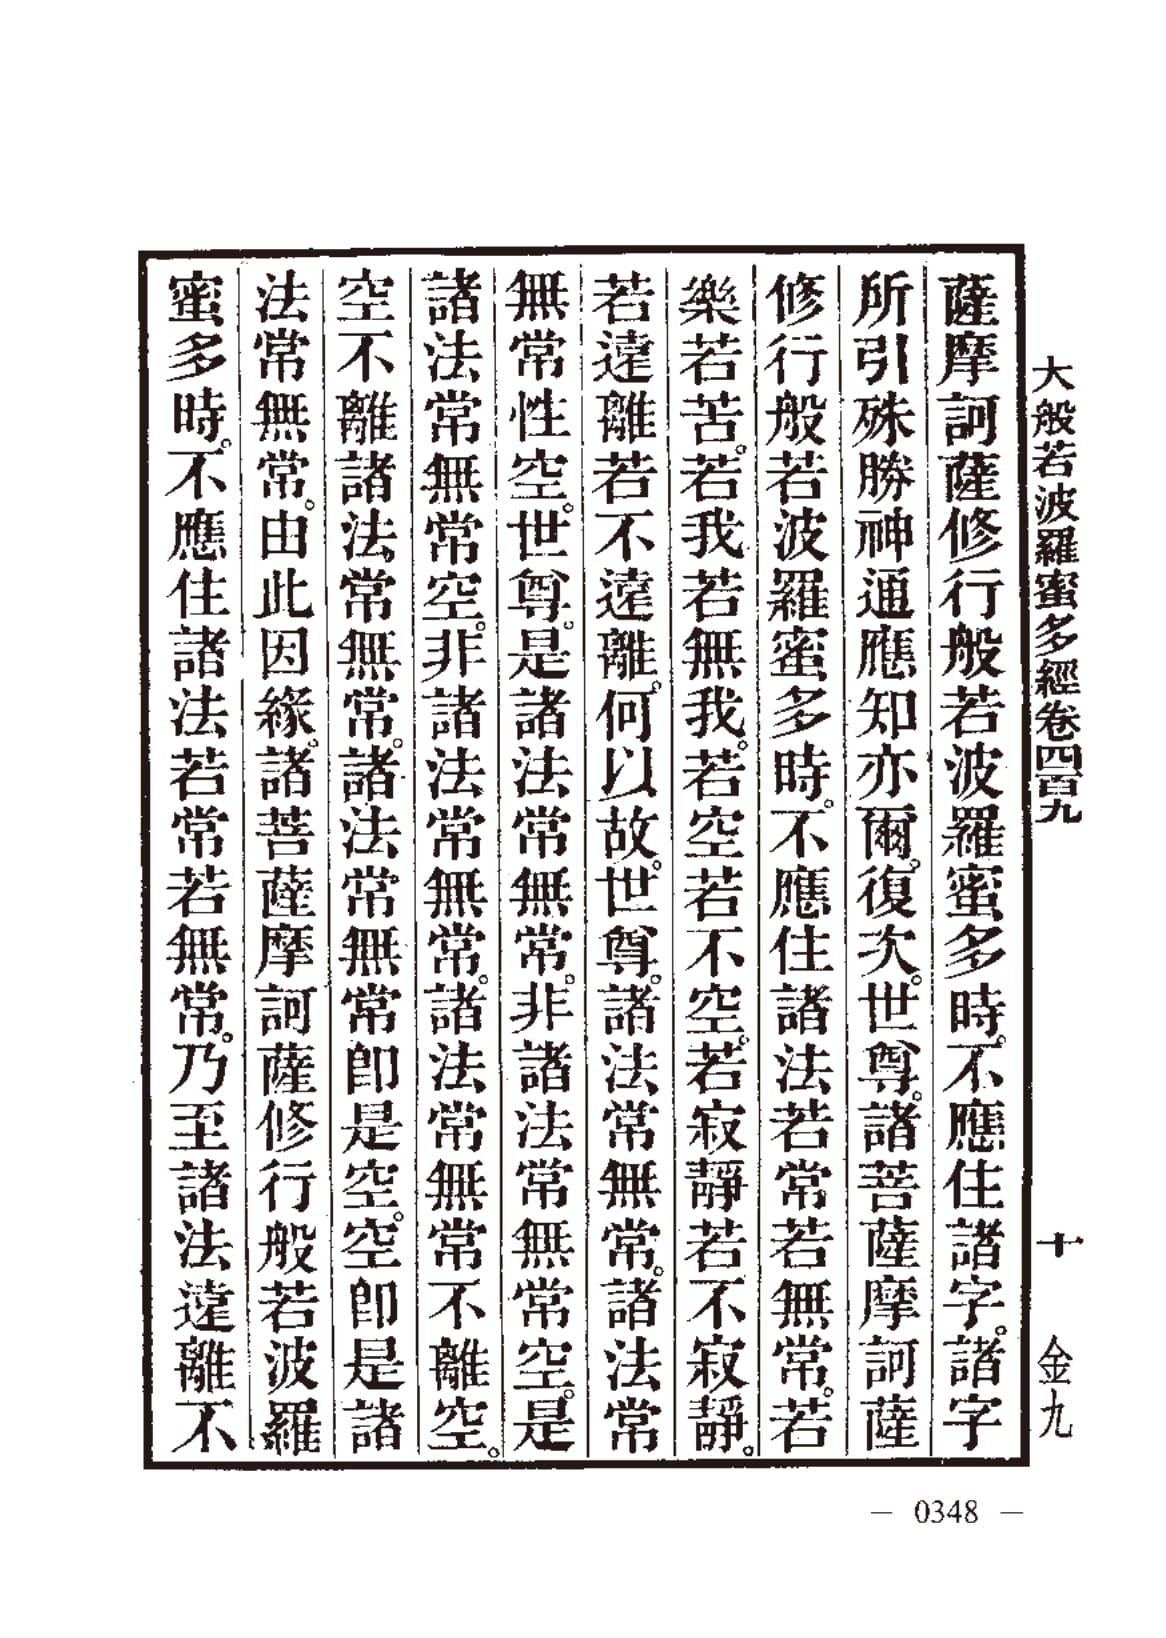 大般若波羅蜜多經卷四百九　十　金九
薩摩訶薩修行般若波羅蜜多時。不應住諸字。諸字
所引殊勝神通應知亦爾。復次。世尊。諸菩薩摩訶薩
修行般若波羅蜜多時。不應住諸法若常若無常。若
樂若苦。若我若無我。若空若不空。若寂靜若不寂靜。
若遠離若不遠離。何以故。世尊。諸法常無常。諸法常
無常性空。世尊。是諸法常無常。非諸法常無常空。是
諸法常無常空。非諸法常無常。諸法常無常不離空。
空不離諸法常無常。諸法常無常卽是空。空卽是諸
法常無常。由此因緣。諸菩薩摩訶薩修行般若波羅
蜜多時。不應住諸法若常若無常。乃至諸法遠離不
— 0348 —